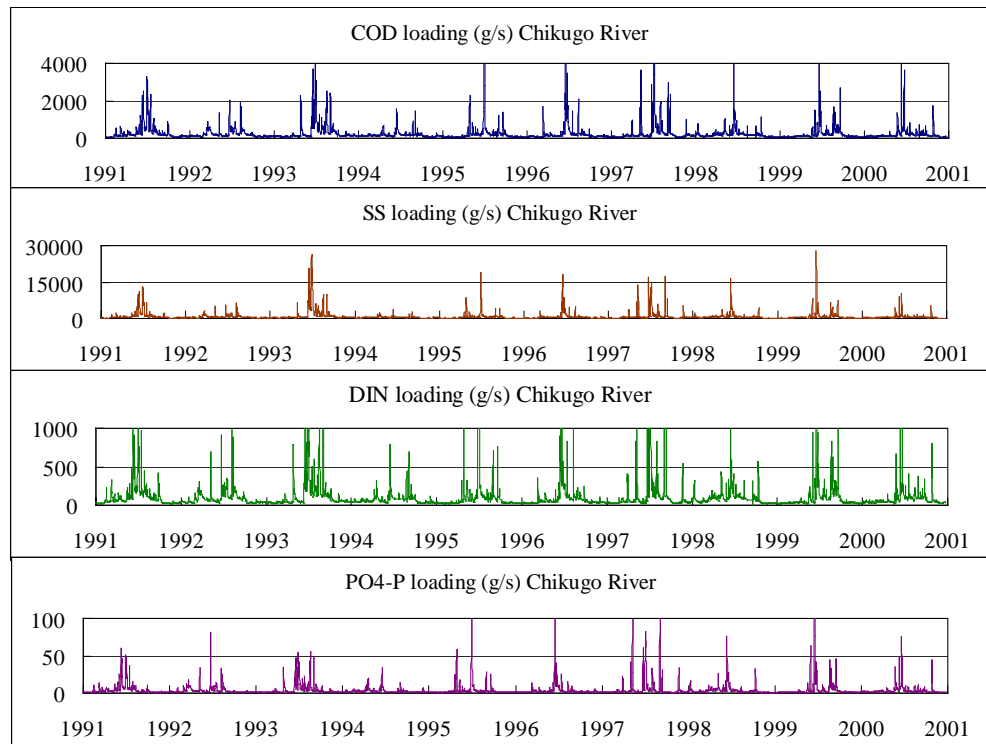 COD loading (g/s) Chikugo River
4000
2000
0
1991 1992 1993 1994 1995 1996 1997 1998 1999 2000 2001
SS loading (g/s) Chikugo River
30000
15000
0
1991 1992 1993 1994 1995 1996 1997 1998 1999 2000 2001
DIN loading (g/s) Chikugo River
1000
500
0
1991 1992 1993 1994 1995 1996 1997 1998 1999 2000 2001
PO4-P loading (g/s) Chikugo River
100
50
0
1991 1992 1993 1994 1995 1996 1997 1998 1999 2000 2001